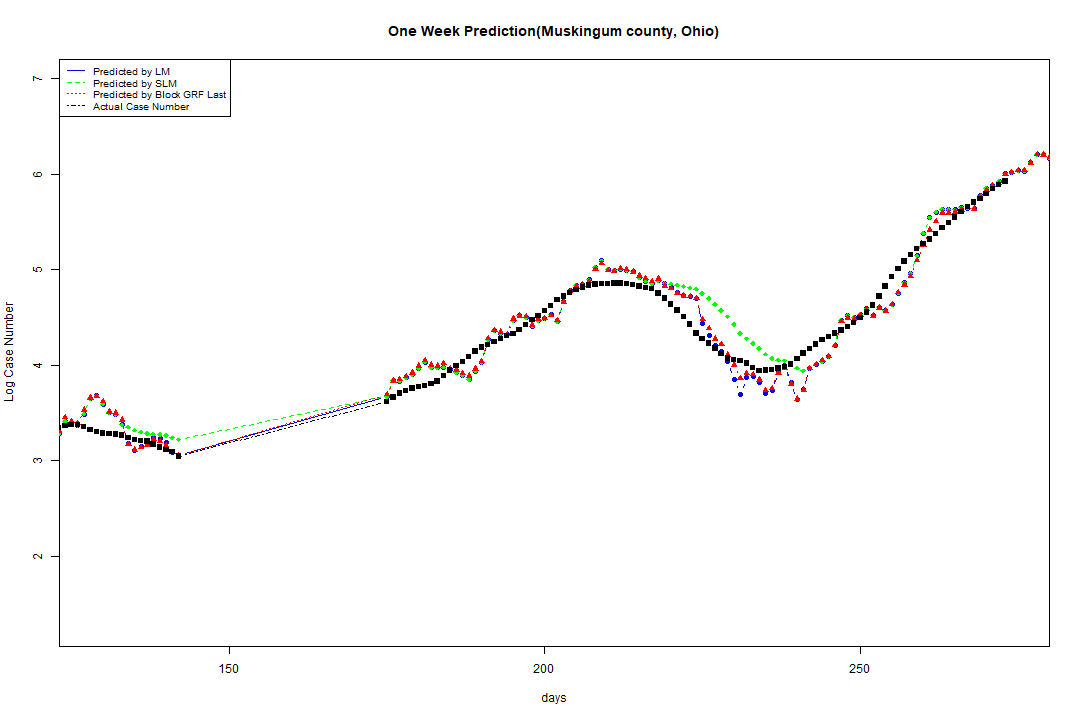 One Week Prediction(Muskingum county, Ohio)
Predicted by LM
Predicted by SLM
Predicted by Block GRF Last
Actual Case Number
7
6
5
4
3
2
Log Case Number
150
200
250
days